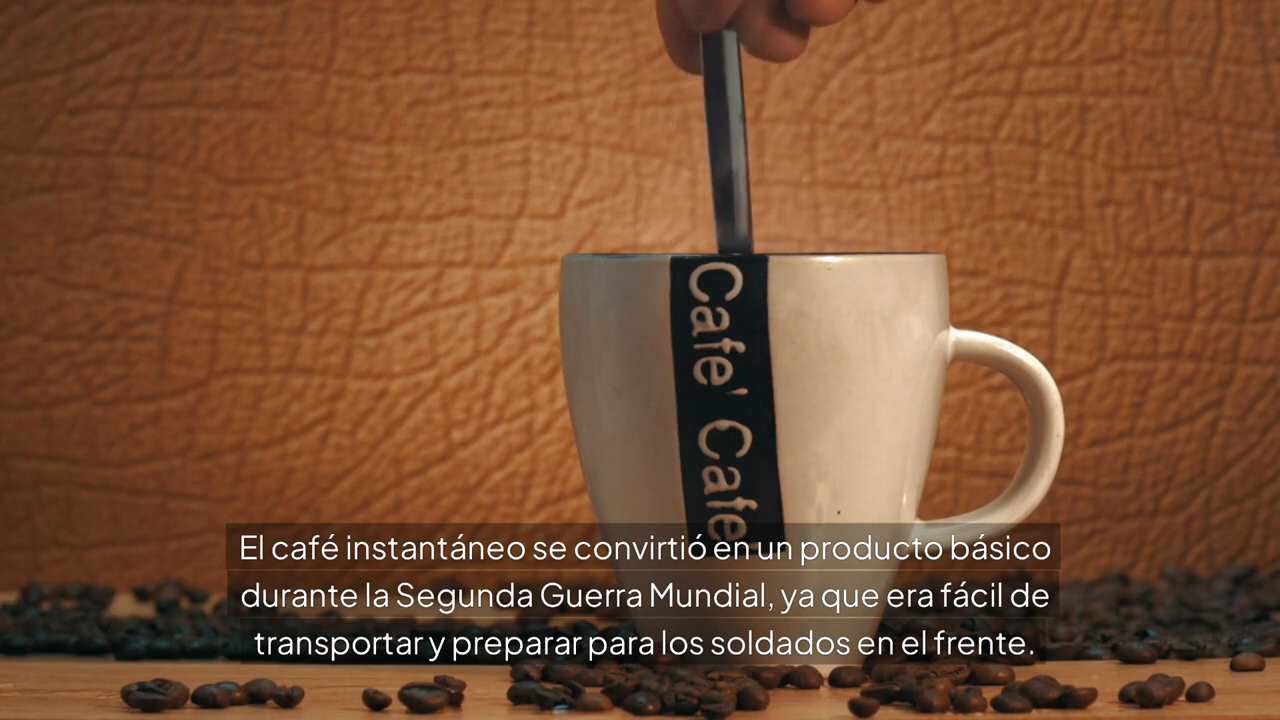 Cafe' Cafe
El café instantáneo se convirtió en un producto básico
durante la Segunda Guerra Mundial, ya que era fácil de
transportar y preparar para los soldados en el frente.